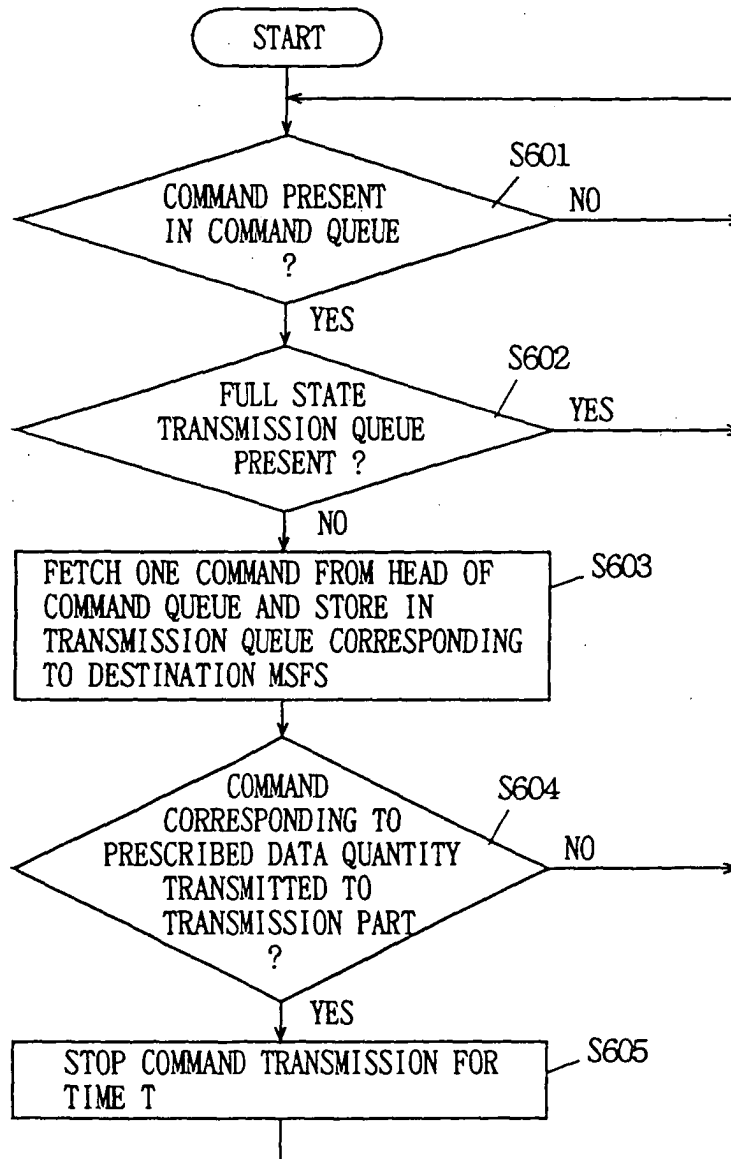 START
S601
COMMAND PRESENT
IN COMMAND QUEUE
?
NO
YES
S602
FULL STATE
TRANSMISSION QUEUE
PRESENT ?
YES
NO
S603
FETCH ONE COMMAND FROM HEAD OF
COMMAND QUEUE AND STORE IN
TRANSMISSION QUEUE CORRESPONDING
TO DESTINATION MSFS
S604
COMMAND
CORRESPONDING TO
PRESCRIBED DATA QUANTITY
TRANSMITTED TO
TRANSMISSION PART
?
NO
YES
S605
STOP COMMAND TRANSMISSION FOR
TIME T